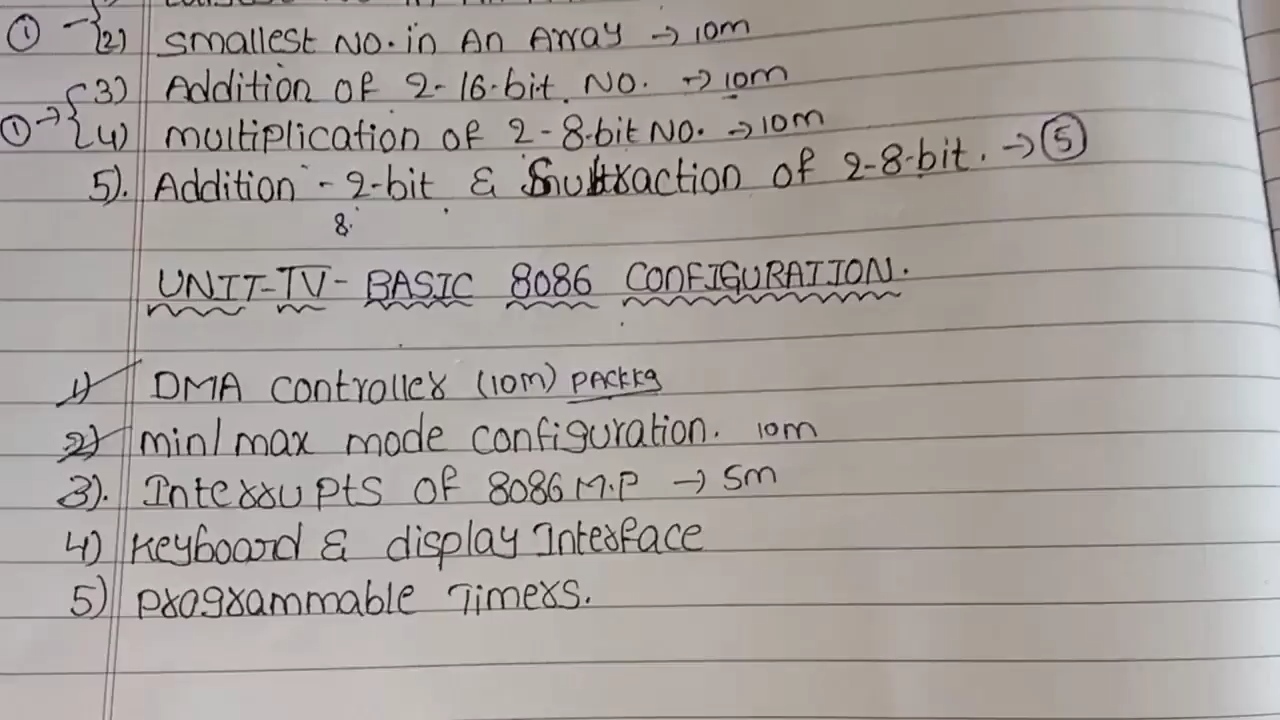 ① - {2) smallest No. in An Array → 10m
{3) Addition of 2-16-bit No. → 10m
① → {4) multiplication of 2-8-bit No. → 10m
5). Addition - 2-bit & Subtraction of 2-8-bit. → ⑤
8.
UNIT-IV- BASIC 8086 CONFIGURATION.
1) DMA controller (10m)
2) min/max mode configuration. 10m
3). Interrupts of 8086 M.P → 5m
4) Keyboard & display Interface
5) programmable Timers.